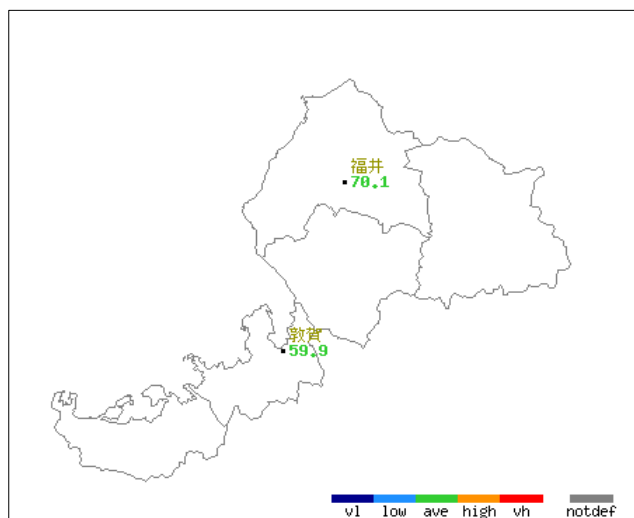 福井
70.1
敦賀
59.9
vl low ave high vh notdef